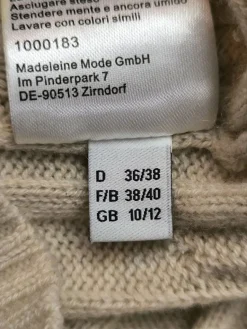 Asciugare steso
Stendere mente e ancora umido
Lavare con colori simili
1000183
Madeleine Mode GmbH
Im Pinderpark 7
DE-90513 Zirndorf
D 36/38
F/B 38/40
GB 10/12